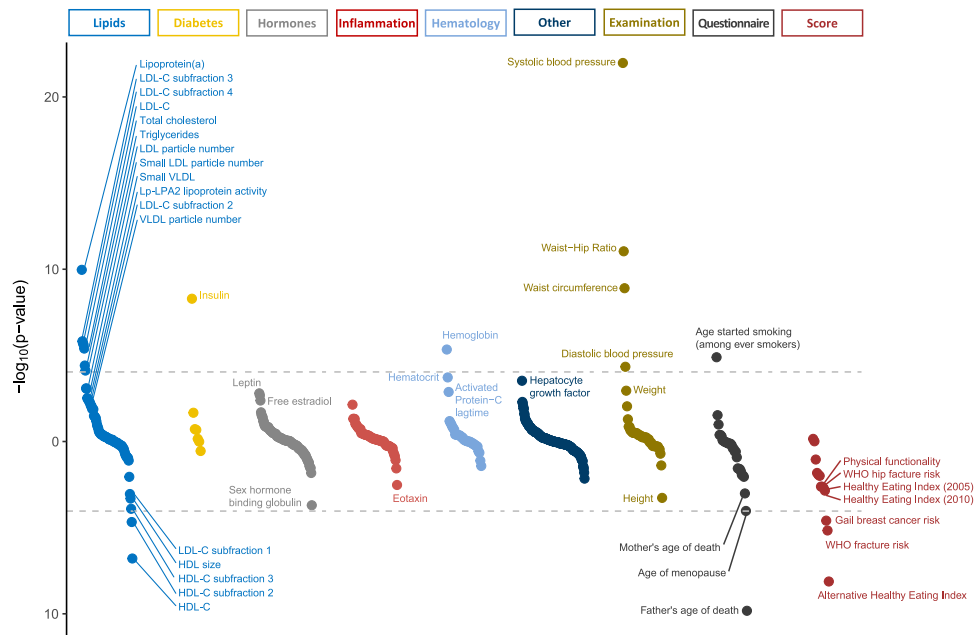 Lipids
Diabetes
Hormones
Inflammation
Hematology
Other
Examination
Questionnaire
Score
−log10(p−value)
20
10
0
10
Lipoprotein(a)
LDL-C subfraction 3
LDL-C subfraction 4
LDL-C
Total cholesterol
Triglycerides
LDL particle number
Small LDL particle number
Small VLDL
Lp-LPA2 lipoprotein activity
LDL-C subfraction 2
VLDL particle number
LDL-C subfraction 1
HDL size
HDL-C subfraction 3
HDL-C subfraction 2
HDL-C
Insulin
Leptin
Free estradiol
Sex hormone
binding globulin
Eotaxin
Hemoglobin
Hematocrit
Activated
Protein−C
lagtime
Hepatocyte
growth factor
Systolic blood pressure
Waist−Hip Ratio
Waist circumference
Diastolic blood pressure
Weight
Height
Age started smoking
(among ever smokers)
Mother's age of death
Age of menopause
Father's age of death
Physical functionality
WHO hip facture risk
Healthy Eating Index (2005)
Healthy Eating Index (2010)
Gail breast cancer risk
WHO fracture risk
Alternative Healthy Eating Index